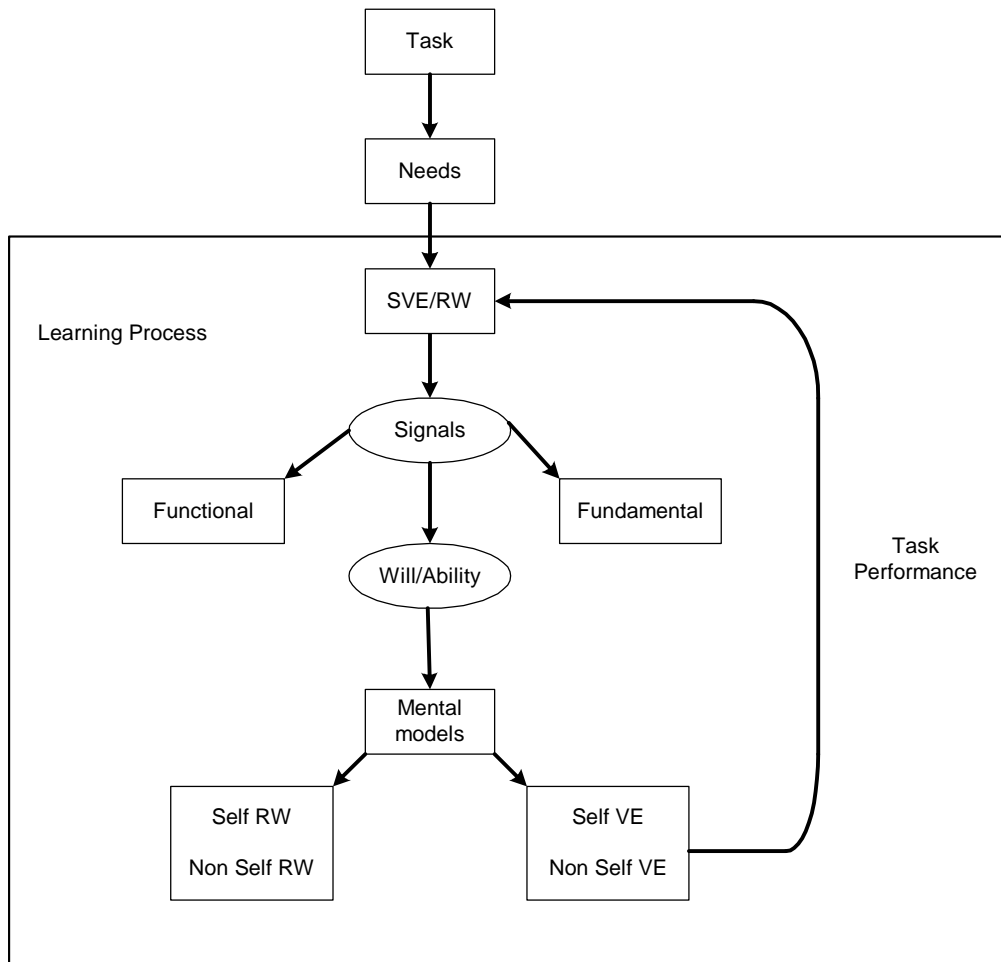 Task
Needs
SVE/RW
Learning Process
Signals
Functional
Fundamental
Will/Ability
Task
Performance
Mental
models
Self RW
Non Self RW
Self VE
Non Self VE